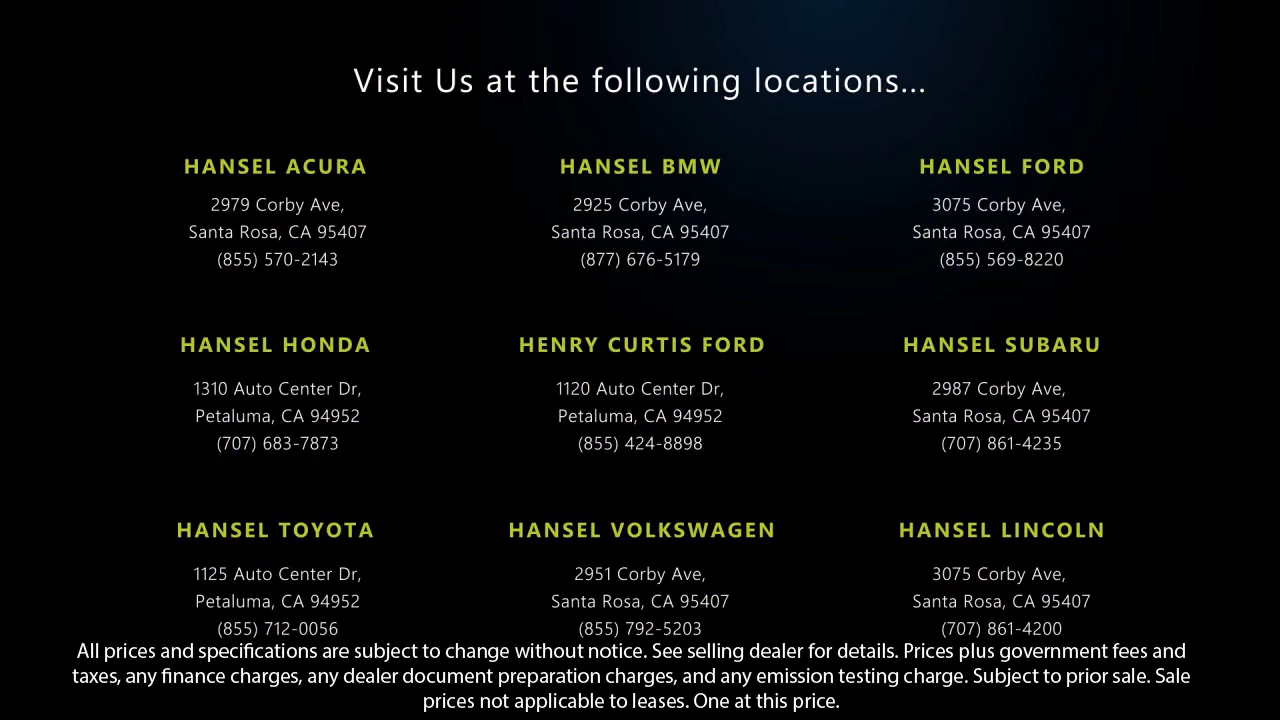 Visit Us at the following locations...
HANSEL ACURA
2979 Corby Ave,
Santa Rosa, CA 95407
(855) 570-2143
HANSEL BMW
2925 Corby Ave,
Santa Rosa, CA 95407
(877) 676-5179
HANSEL FORD
3075 Corby Ave,
Santa Rosa, CA 95407
(855) 569-8220
HANSEL HONDA
1310 Auto Center Dr,
Petaluma, CA 94952
(707) 683-7873
HENRY CURTIS FORD
1120 Auto Center Dr,
Petaluma, CA 94952
(855) 424-8898
HANSEL SUBARU
2987 Corby Ave,
Santa Rosa, CA 95407
(707) 861-4235
HANSEL TOYOTA
1125 Auto Center Dr,
Petaluma, CA 94952
(855) 712-0056
HANSEL VOLKSWAGEN
2951 Corby Ave,
Santa Rosa, CA 95407
(855) 792-5203
HANSEL LINCOLN
3075 Corby Ave,
Santa Rosa, CA 95407
(707) 861-4200
All prices and specifications are subject to change without notice. See selling dealer for details. Prices plus government fees and
taxes, any finance charges, any dealer document preparation charges, and any emission testing charge. Subject to prior sale. Sale
prices not applicable to leases. One at this price.